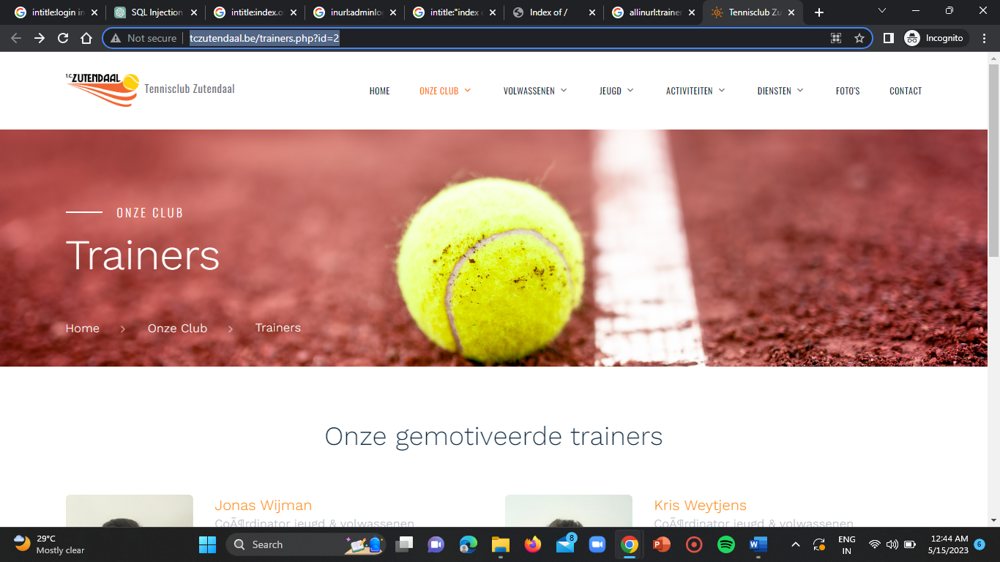 intitle:login in
SQL Injection
intitle:index.o
inurl:adminlo
intitle:"index
Index of /
allinurl:trainer
Tennisclub Zu
Not secure
tczutendaal.be/trainers.php?id=2
Incognito
T.C. ZUTENDAAL
Tennisclub Zutendaal
HOME
ONZE CLUB
VOLWASSENEN
JEUGD
ACTIVITEITEN
DIENSTEN
FOTO'S
CONTACT
ONZE CLUB
Trainers
Home
Onze Club
Trainers
Onze gemotiveerde trainers
Jonas Wijman
CoÃ¶rdinator jeugd & volwassenen
Kris Weytjens
CoÃ¶rdinator jeugd & volwassenen
29°C
Mostly clear
Search
8
ENG
IN
12:44 AM
5/15/2023
6